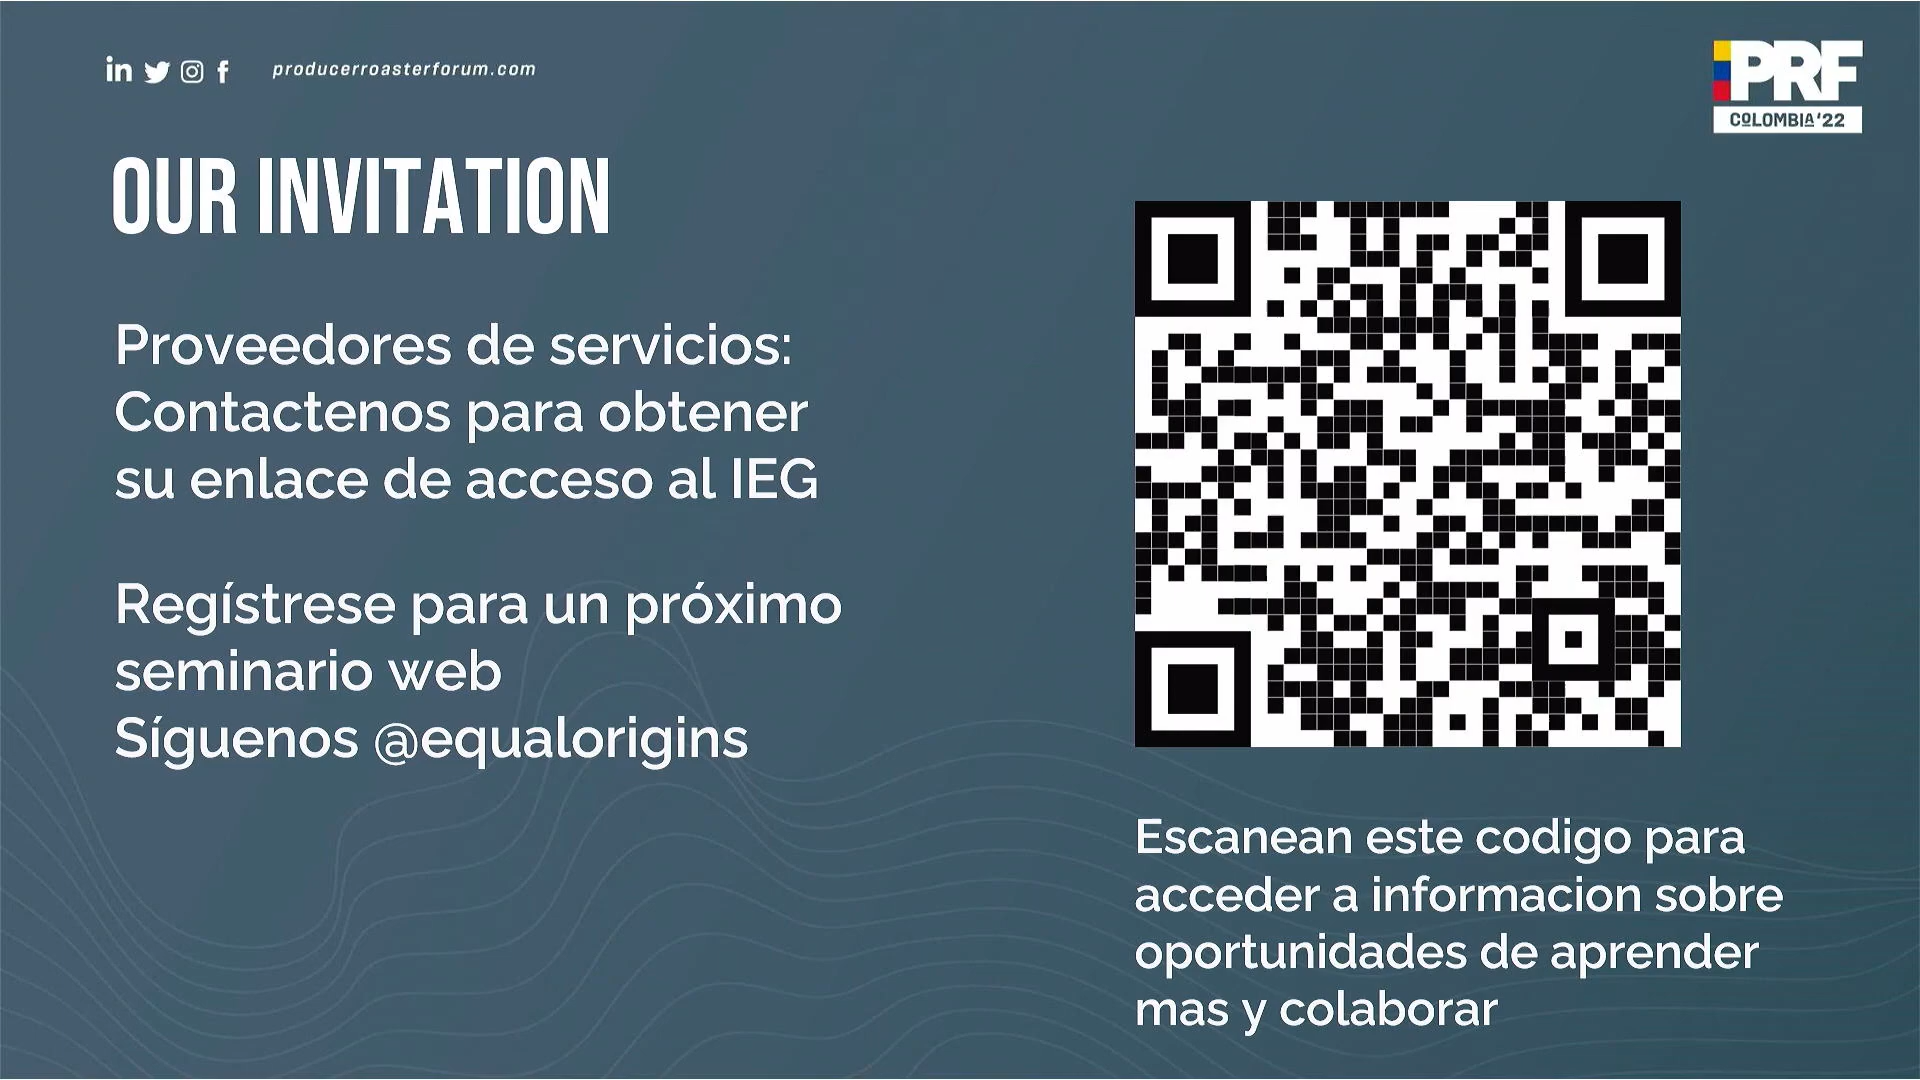 producerroasterforum.com
PRF
COLOMBIA'22
OUR INVITATION
Proveedores de servicios:
Contactenos para obtener
su enlace de acceso al IEG
Regístrese para un próximo
seminario web
Síguenos @equalorigins
Escanean este codigo para
acceder a informacion sobre
oportunidades de aprender
mas y colaborar